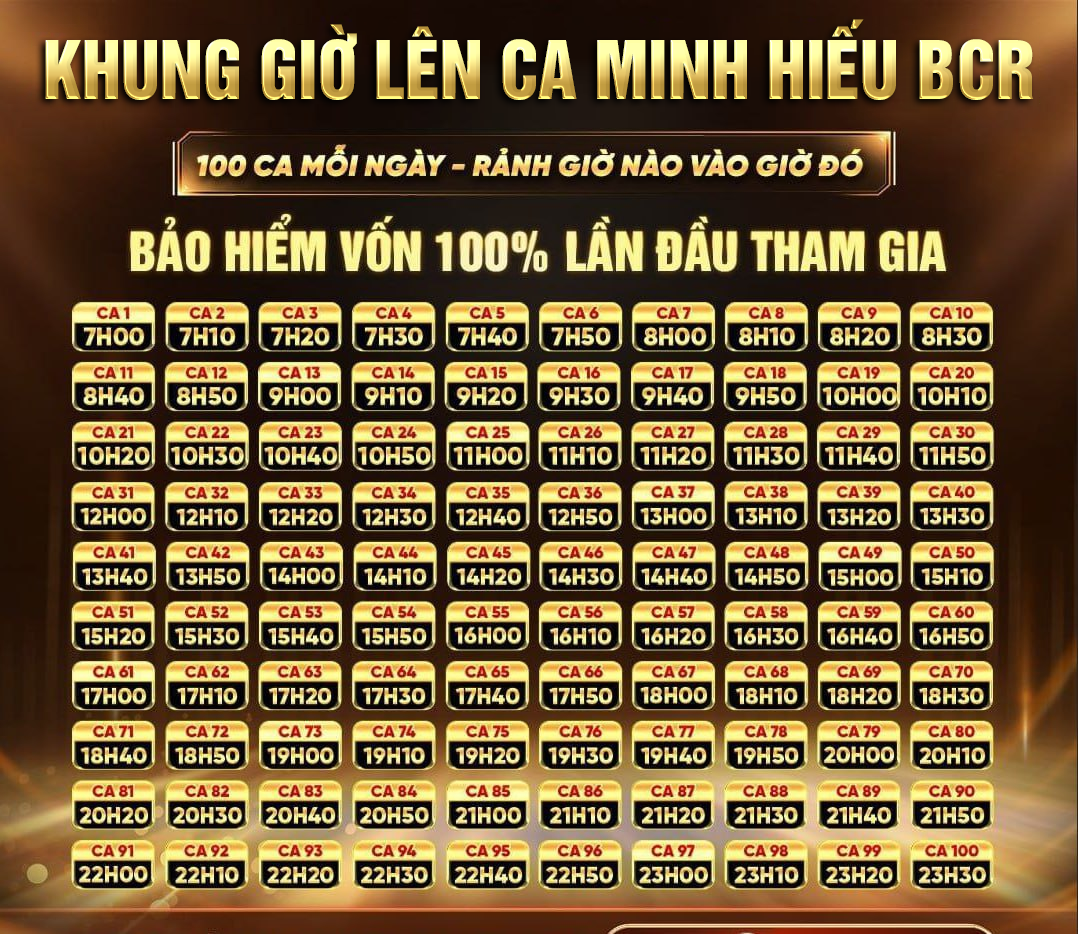 KHUNG GIỜ LÊN CA MINH HIẾU BCR
100 CA MỖI NGÀY - RẢNH GIỜ NÀO VÀO GIỜ ĐÓ
BẢO HIỂM VỐN 100% LẦN ĐẦU THAM GIA
CA 1 CA 2 CA 3 CA 4 CA 5 CA 6 CA 7 CA 8 CA 9 CA 10
7H00 7H10 7H20 7H30 7H40 7H50 8H00 8H10 8H20 8H30
CA 11 CA 12 CA 13 CA 14 CA 15 CA 16 CA 17 CA 18 CA 19 CA 20
8H40 8H50 9H00 9H10 9H20 9H30 9H40 9H50 10H00 10H10
CA 21 CA 22 CA 23 CA 24 CA 25 CA 26 CA 27 CA 28 CA 29 CA 30
10H20 10H30 10H40 10H50 11H00 11H10 11H20 11H30 11H40 11H50
CA 31 CA 32 CA 33 CA 34 CA 35 CA 36 CA 37 CA 38 CA 39 CA 40
12H00 12H10 12H20 12H30 12H40 12H50 13H00 13H10 13H20 13H30
CA 41 CA 42 CA 43 CA 44 CA 45 CA 46 CA 47 CA 48 CA 49 CA 50
13H40 13H50 14H00 14H10 14H20 14H30 14H40 14H50 15H00 15H10
CA 51 CA 52 CA 53 CA 54 CA 55 CA 56 CA 57 CA 58 CA 59 CA 60
15H20 15H30 15H40 15H50 16H00 16H10 16H20 16H30 16H40 16H50
CA 61 CA 62 CA 63 CA 64 CA 65 CA 66 CA 67 CA 68 CA 69 CA 70
17H00 17H10 17H20 17H30 17H40 17H50 18H00 18H10 18H20 18H30
CA 71 CA 72 CA 73 CA 74 CA 75 CA 76 CA 77 CA 78 CA 79 CA 80
18H40 18H50 19H00 19H10 19H20 19H30 19H40 19H50 20H00 20H10
CA 81 CA 82 CA 83 CA 84 CA 85 CA 86 CA 87 CA 88 CA 89 CA 90
20H20 20H30 20H40 20H50 21H00 21H10 21H20 21H30 21H40 21H50
CA 91 CA 92 CA 93 CA 94 CA 95 CA 96 CA 97 CA 98 CA 99 CA 100
22H00 22H10 22H20 22H30 22H40 22H50 23H00 23H10 23H20 23H30